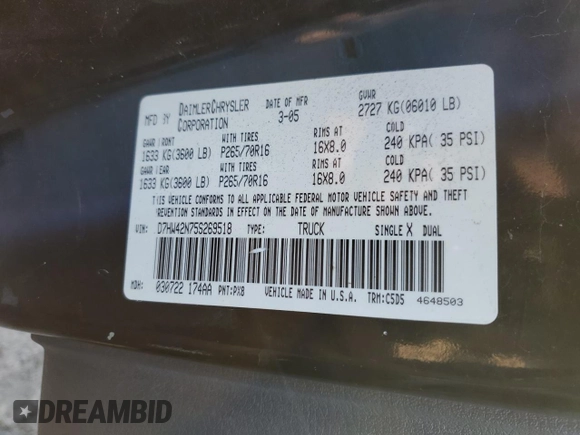 MFD BY DAIMLERCHRYSLER CORPORATION DATE OF MFR 3-05 GVWR 2727 KG(06010 LB)
GAWR FRONT WITH TIRES RIMS AT COLD
1633 KG(3600 LB) P265/70R16 16X8.0 240 KPA( 35 PSI)
GAWR REAR WITH TIRES RIMS AT COLD
1633 KG(3600 LB) P265/70R16 16X8.0 240 KPA( 35 PSI)
THIS VEHICLE CONFORMS TO ALL APPLICABLE FEDERAL MOTOR VEHICLE SAFETY AND THEFT
PREVENTION STANDARDS IN EFFECT ON THE DATE OF MANUFACTURE SHOWN ABOVE.
VIN: D7HW42N75S269518 TYPE: TRUCK SINGLE X DUAL
MDH: 030722 174AA PNT:PX8 VEHICLE MADE IN U.S.A. TRM:C5D5 4648503
DREAMBID